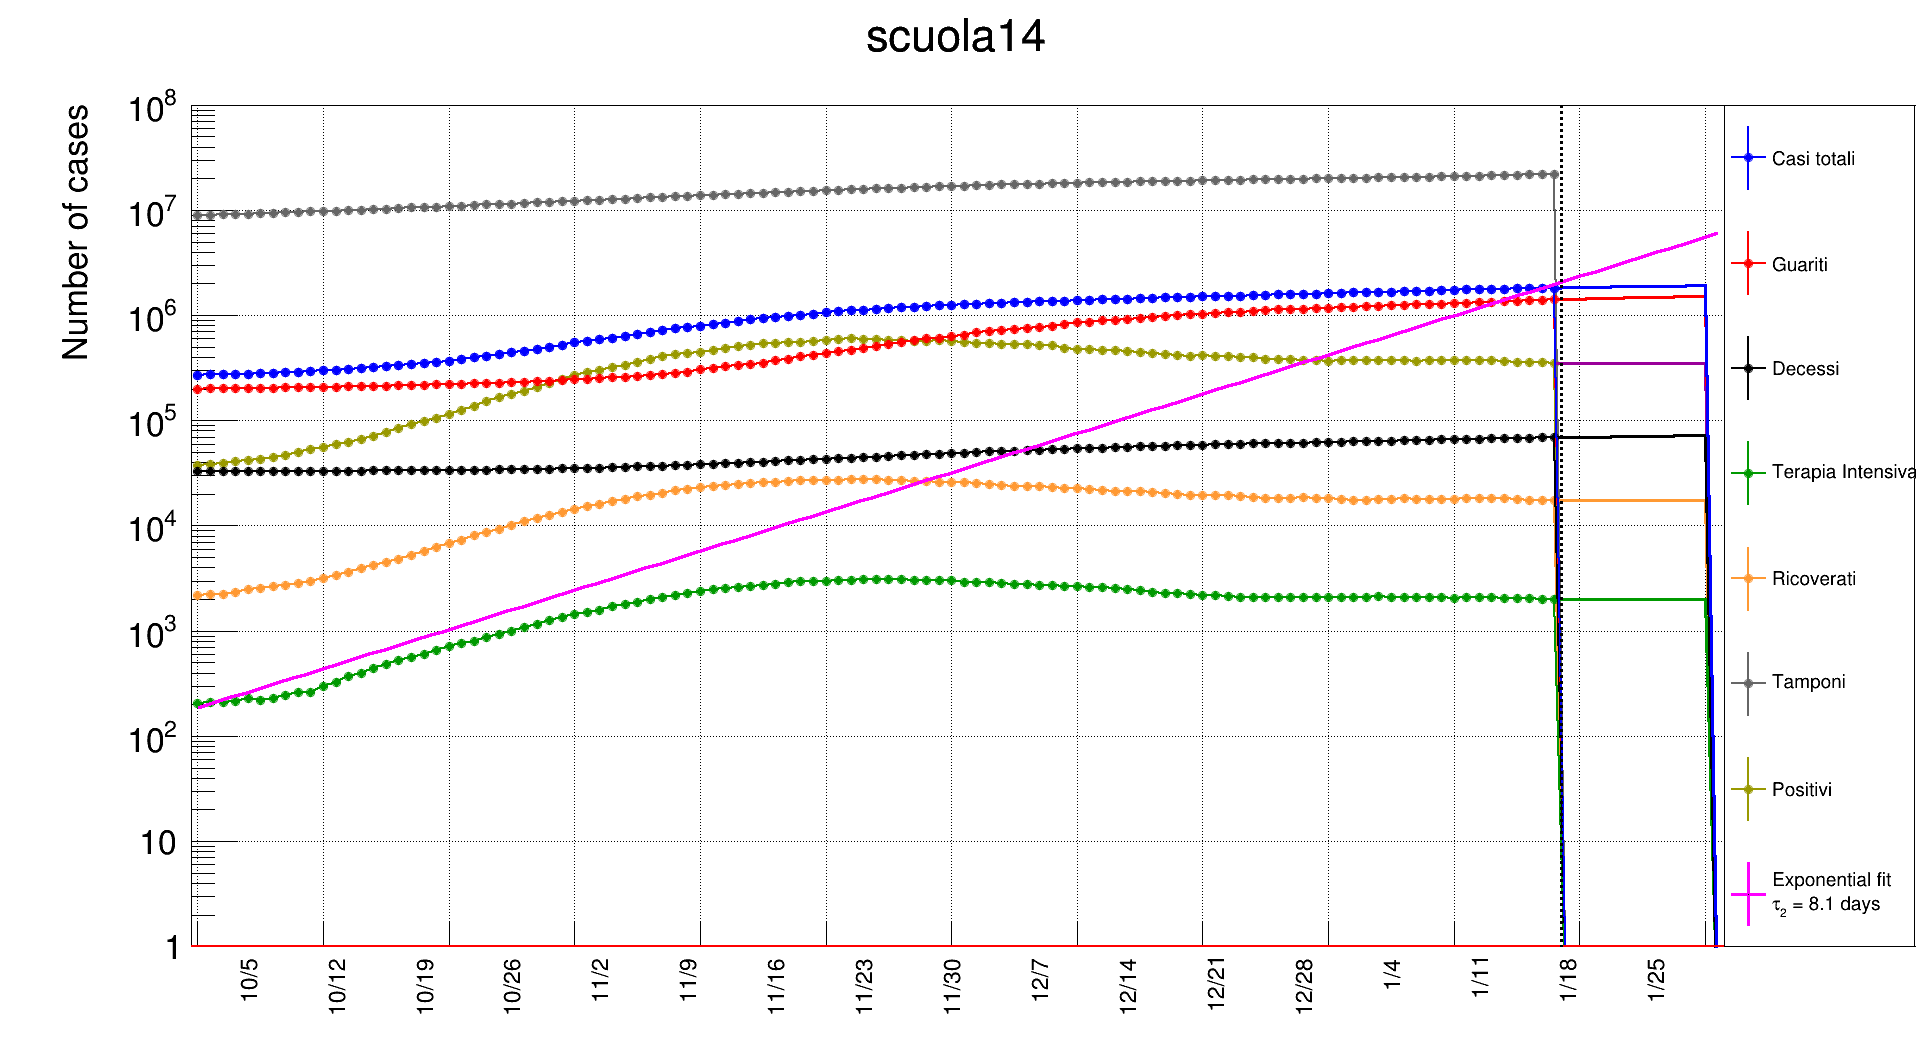 scuola14
Number of cases
10^8
10^7
10^6
10^5
10^4
10^3
10^2
10
1
10/5
10/12
10/19
10/26
11/2
11/9
11/16
11/23
11/30
12/7
12/14
12/21
12/28
1/4
1/11
1/18
1/25
Casi totali
Guariti
Decessi
Terapia Intensiva
Ricoverati
Tamponi
Positivi
Exponential fit
τ_2 = 8.1 days